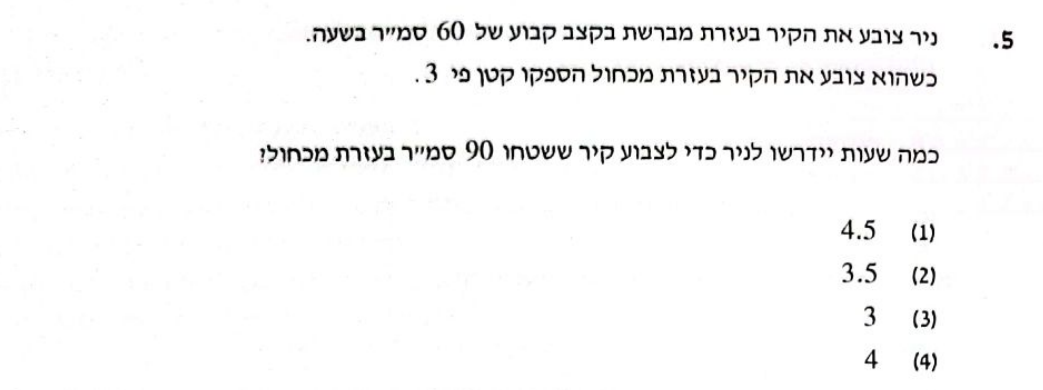 5. ניר צובע את הקיר בעזרת מברשת בקצב קבוע של 60 סמ״ר בשעה.
כשהוא צובע את הקיר בעזרת מכחול הספקו קטן פי 3.
כמה שעות יידרשו לניר כדי לצבוע קיר ששטחו 90 סמ״ר בעזרת מכחול?
(1) 4.5
(2) 3.5
(3) 3
(4) 4